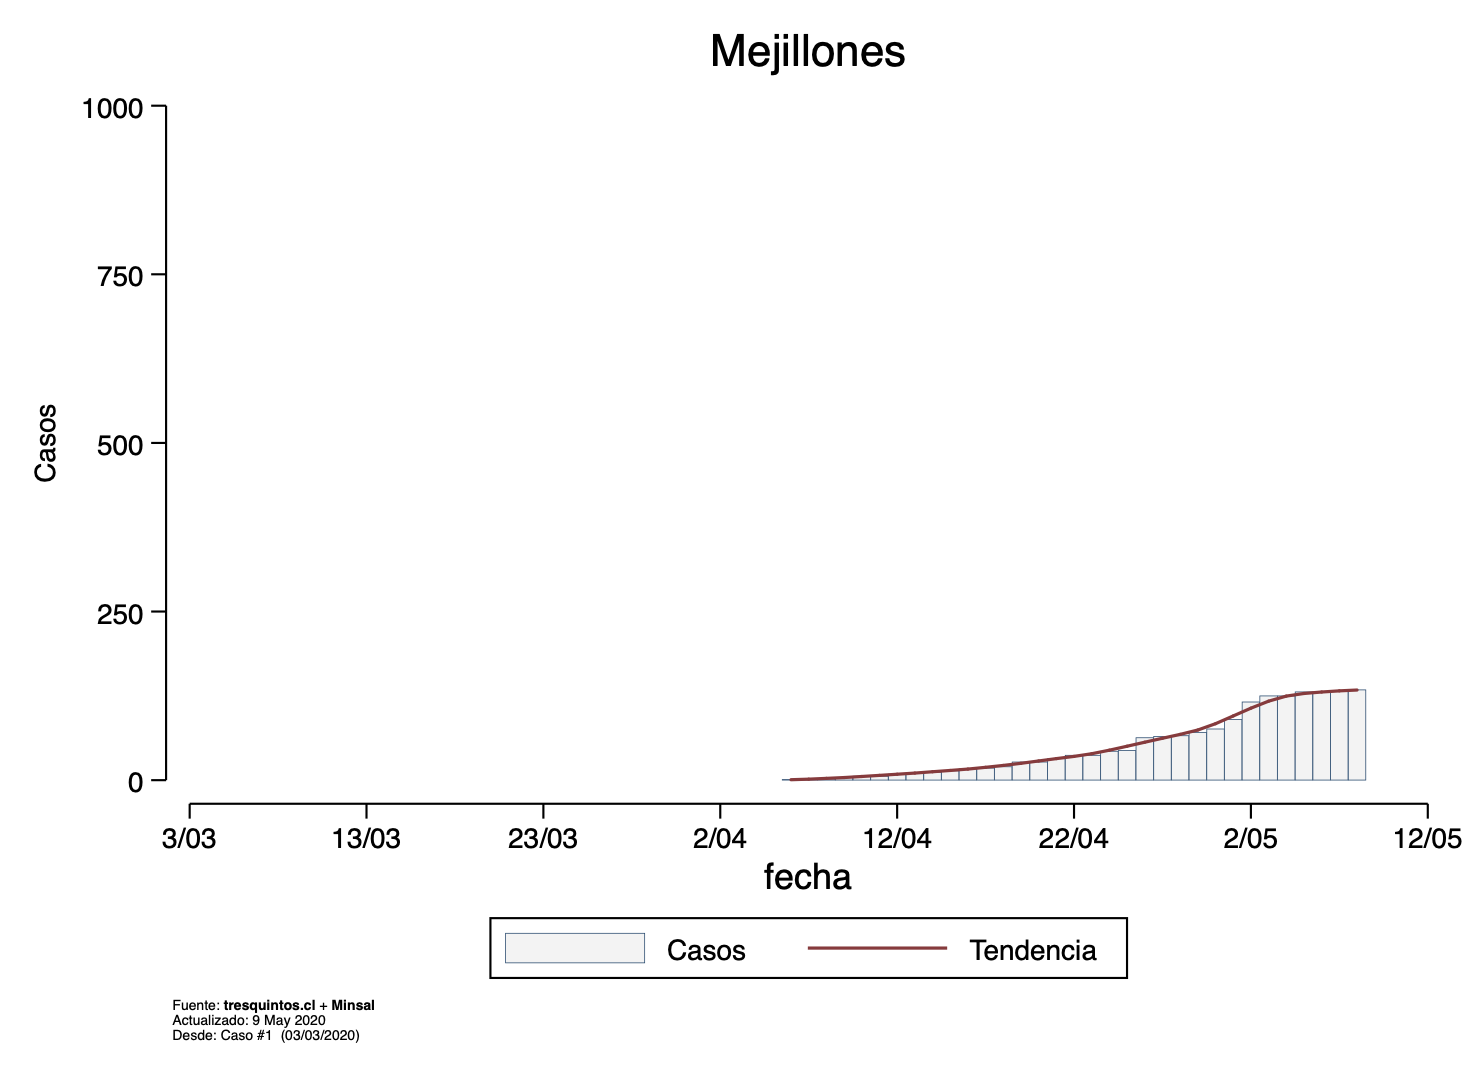 Mejillones
1000
750
500
250
0
Casos
3/03 13/03 23/03 2/04 12/04 22/04 2/05 12/05
fecha
Casos Tendencia
Fuente: tresquintos.cl + Minsal
Actualizado: 9 May 2020
Desde: Caso #1 (03/03/2020)